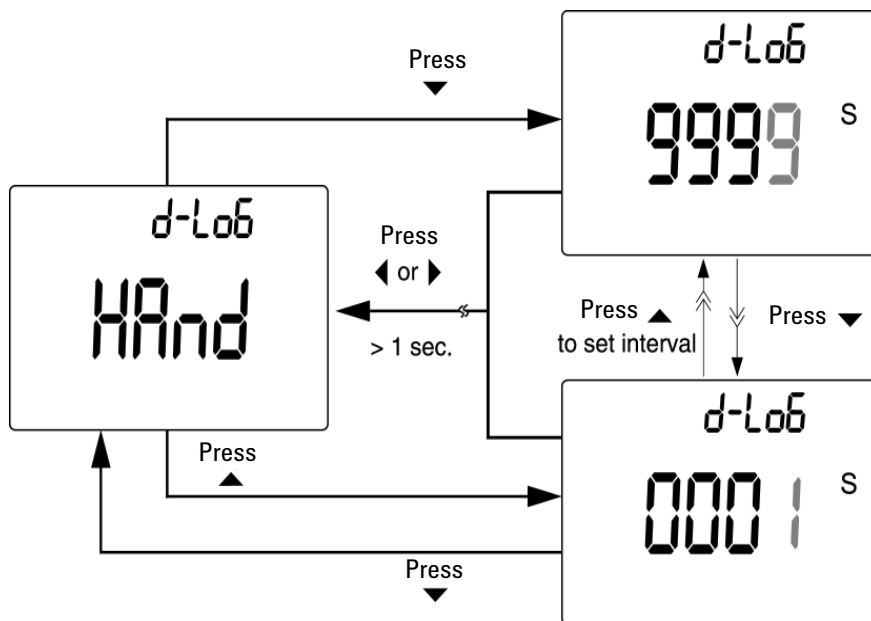 d-LoG
9999 S
Press
d-LoG
HAnd
Press
or
> 1 sec.
Press
to set interval
Press
d-LoG
0001 S
Press
Press